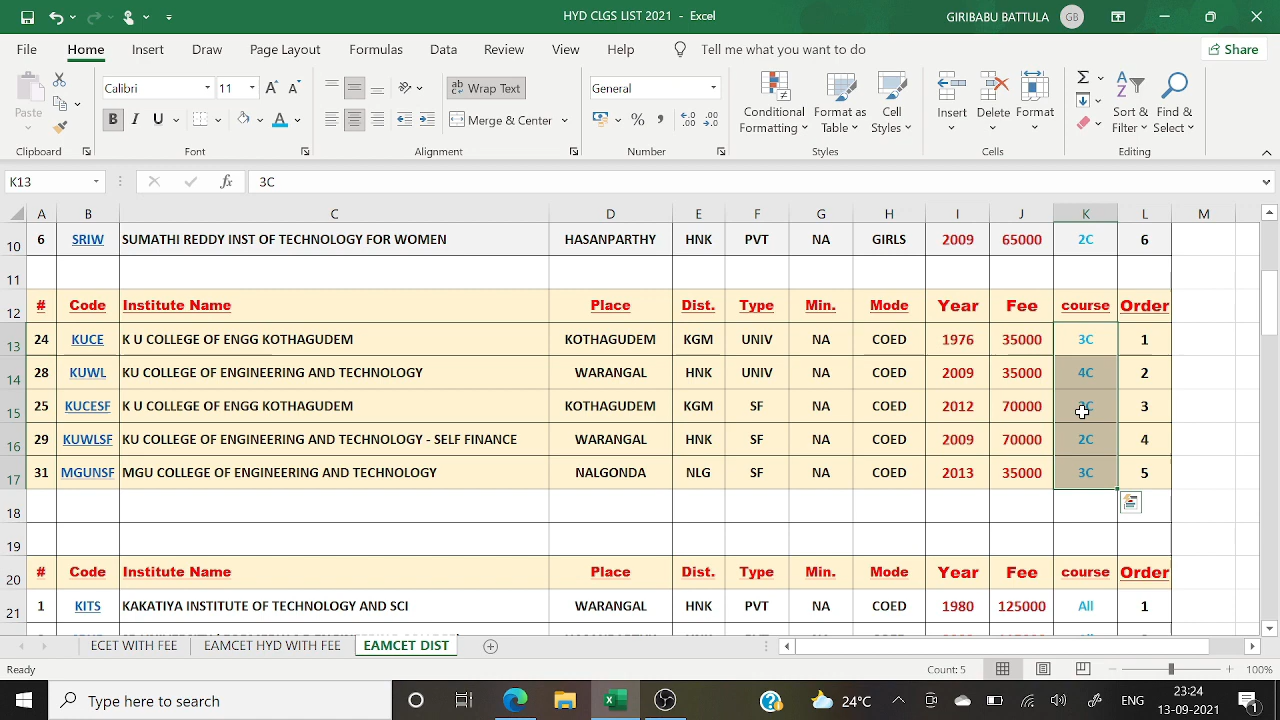 HYD CLGS LIST 2021 - Excel
GIRIBABU BATTULA GB
File Home Insert Draw Page Layout Formulas Data Review View Help Tell me what you want to do Share
Paste
Calibri 11
B I U
Wrap Text
Merge & Center
General
Conditional Formatting
Format as Table
Cell Styles
Insert
Delete
Format
Sort & Filter
Find & Select
Clipboard Font Alignment Number Styles Cells Editing
K13 fx 3C
A B C D E F G H I J K L M
10 6 SRIW SUMATHI REDDY INST OF TECHNOLOGY FOR WOMEN HASANPARTHY HNK PVT NA GIRLS 2009 65000 2C 6
11
12 # Code Institute Name Place Dist. Type Min. Mode Year Fee course Order
13 24 KUCE K U COLLEGE OF ENGG KOTHAGUDEM KOTHAGUDEM KGM UNIV NA COED 1976 35000 3C 1
14 28 KUWL KU COLLEGE OF ENGINEERING AND TECHNOLOGY WARANGAL HNK UNIV NA COED 2009 35000 4C 2
15 25 KUCESF K U COLLEGE OF ENGG KOTHAGUDEM KOTHAGUDEM KGM SF NA COED 2012 70000 3
16 29 KUWLSF KU COLLEGE OF ENGINEERING AND TECHNOLOGY - SELF FINANCE WARANGAL HNK SF NA COED 2009 70000 2C 4
17 31 MGUNSF MGU COLLEGE OF ENGINEERING AND TECHNOLOGY NALGONDA NLG SF NA COED 2013 35000 3C 5
18
19
20 # Code Institute Name Place Dist. Type Min. Mode Year Fee course Order
21 1 KITS KAKATIYA INSTITUTE OF TECHNOLOGY AND SCI WARANGAL HNK PVT NA COED 1980 125000 All 1
ECET WITH FEE EAMCET HYD WITH FEE EAMCET DIST
Ready Count: 5 100%
Type here to search 24°C ENG 23:24
13-09-2021